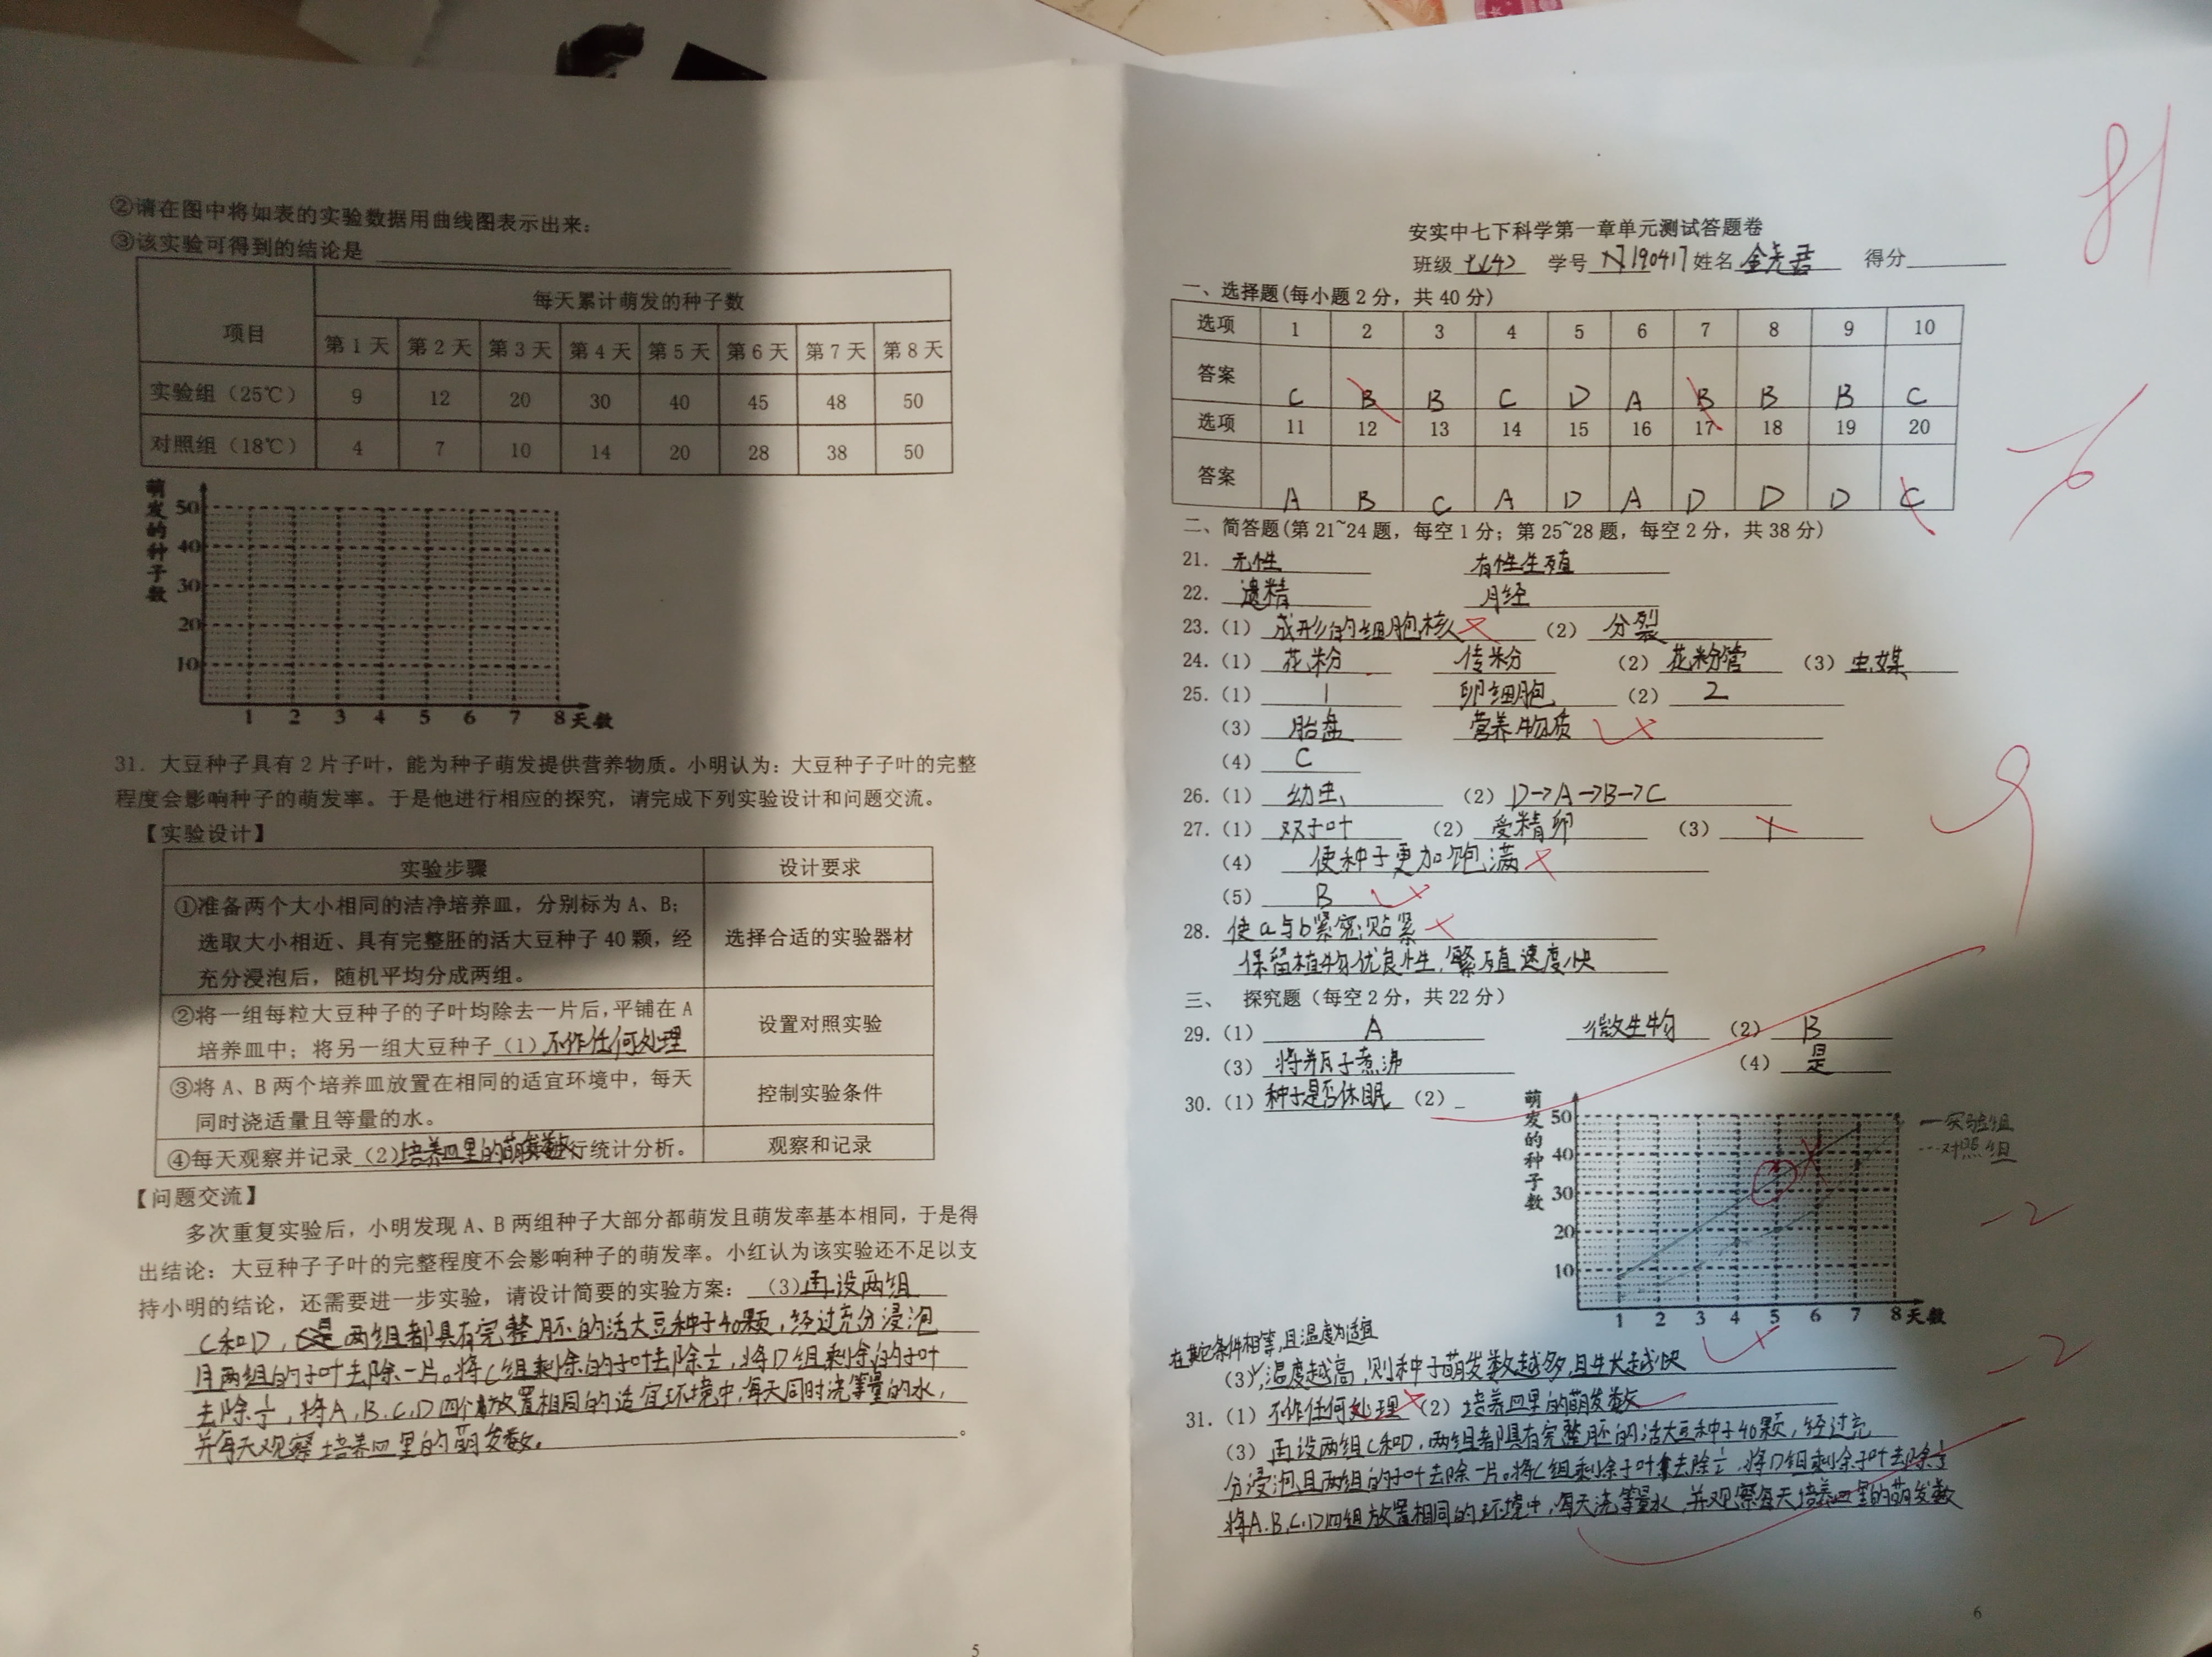 ②请在图中将如表的实验数据用曲线图表示出来：
③该实验可得到的结论是
项目 每天累计萌发的种子数
第1天 第2天 第3天 第4天 第5天 第6天 第7天 第8天
实验组（25℃） 9 12 20 30 40 45 48 50
对照组（18℃） 4 7 10 14 20 28 38 50
萌发的种子数
50
40
30
20
10
1 2 3 4 5 6 7 8 天数
31．大豆种子具有2片子叶，能为种子萌发提供营养物质。小明认为：大豆种子子叶的完整
程度会影响种子的萌发率。于是他进行相应的探究，请完成下列实验设计和问题交流。
【实验设计】
实验步骤 设计要求
①准备两个大小相同的洁净培养皿，分别标为A、B；
选取大小相近、具有完整胚的活大豆种子40颗，经
充分浸泡后，随机平均分成两组。
选择合适的实验器材
②将一组每粒大豆种子的子叶均除去一片后，平铺在A
培养皿中；将另一组大豆种子（1）不作任何处理
设置对照实验
③将A、B两个培养皿放置在相同的适宜环境中，每天
同时浇适量且等量的水。
控制实验条件
④每天观察并记录（2）培养皿里的萌发数行统计分析。
观察和记录
【问题交流】
多次重复实验后，小明发现A、B两组种子大部分都萌发且萌发率基本相同，于是得
出结论：大豆种子子叶的完整程度不会影响种子的萌发率。小红认为该实验还不足以支
持小明的结论，还需要进一步实验，请设计简要的实验方案：（3）再设两组
C和D，两组都具有完整胚的活大豆种子40颗，经过充分浸泡
且两组的子叶去除一片。将C组剩余的子叶去除½，将D组剩余的子叶
去除，将A、B、C、D四个放置相同的适宜环境中，每天同时浇等量的水，
并每天观察培养皿里的萌发数。
5
81
安实中七下科学第一章单元测试答题卷
班级 七(4) 学号 190417 姓名 金 得分
一、选择题(每小题2分，共40分)
选项 1 2 3 4 5 6 7 8 9 10
答案 C B B C D A B B B C
选项 11 12 13 14 15 16 17 18 19 20
答案 A B C A D A D D D C
-6
二、简答题(第21~24题，每空1分；第25~28题，每空2分，共38分)
21. 无性 有性生殖
22. 遗精 月经
23.（1） 成形的细胞核 （2） 分裂
24.（1） 花粉 传粉 （2） 花粉管 （3） 虫媒
25.（1） 1 卵细胞 （2） 2
（3） 胎盘 营养物质
（4） C
26.（1） 幼虫 （2） D→A→B→C
27.（1） 双子叶 （2） 受精卵 （3）
（4） 使种子更加饱满
（5） B
28. 使a与b紧密贴紧
保留植物优良性，繁殖速度快
三、 探究题（每空2分，共22分）
29.（1） A 微生物 （2） B
（3） 将瓶子煮沸 （4） 是
30.（1） 种子是否休眠 （2）
萌发的种子数
50
40
30
20
10
1 2 3 4 5 6 7 8 天数
—实验组
---对照组
-2
在其它条件相等，且温度为适宜
（3） 温度越高，则种子萌发数越多，且生长越快
-2
31.（1） 不作任何处理 （2） 培养皿里的萌发数
（3） 再设两组C和D，两组都具有完整胚的活大豆种子40颗，经过充
分浸泡且两组的子叶去除一片。将C组剩余子叶去除½，将D组剩余子叶去除
将A.B.C.D四组放置相同的环境中，每天浇等量水，并观察每天培养皿里的萌发数
6